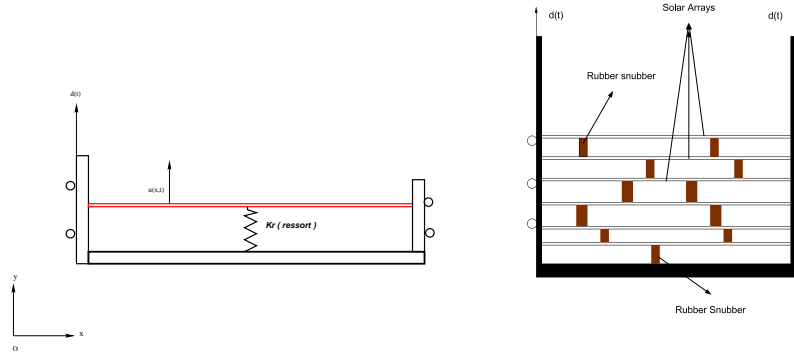 d(t)
u(x,t)
Kr ( ressort )
y
x
O
Solar Arrays
d(t)
d(t)
Rubber snubber
Rubber Snubber